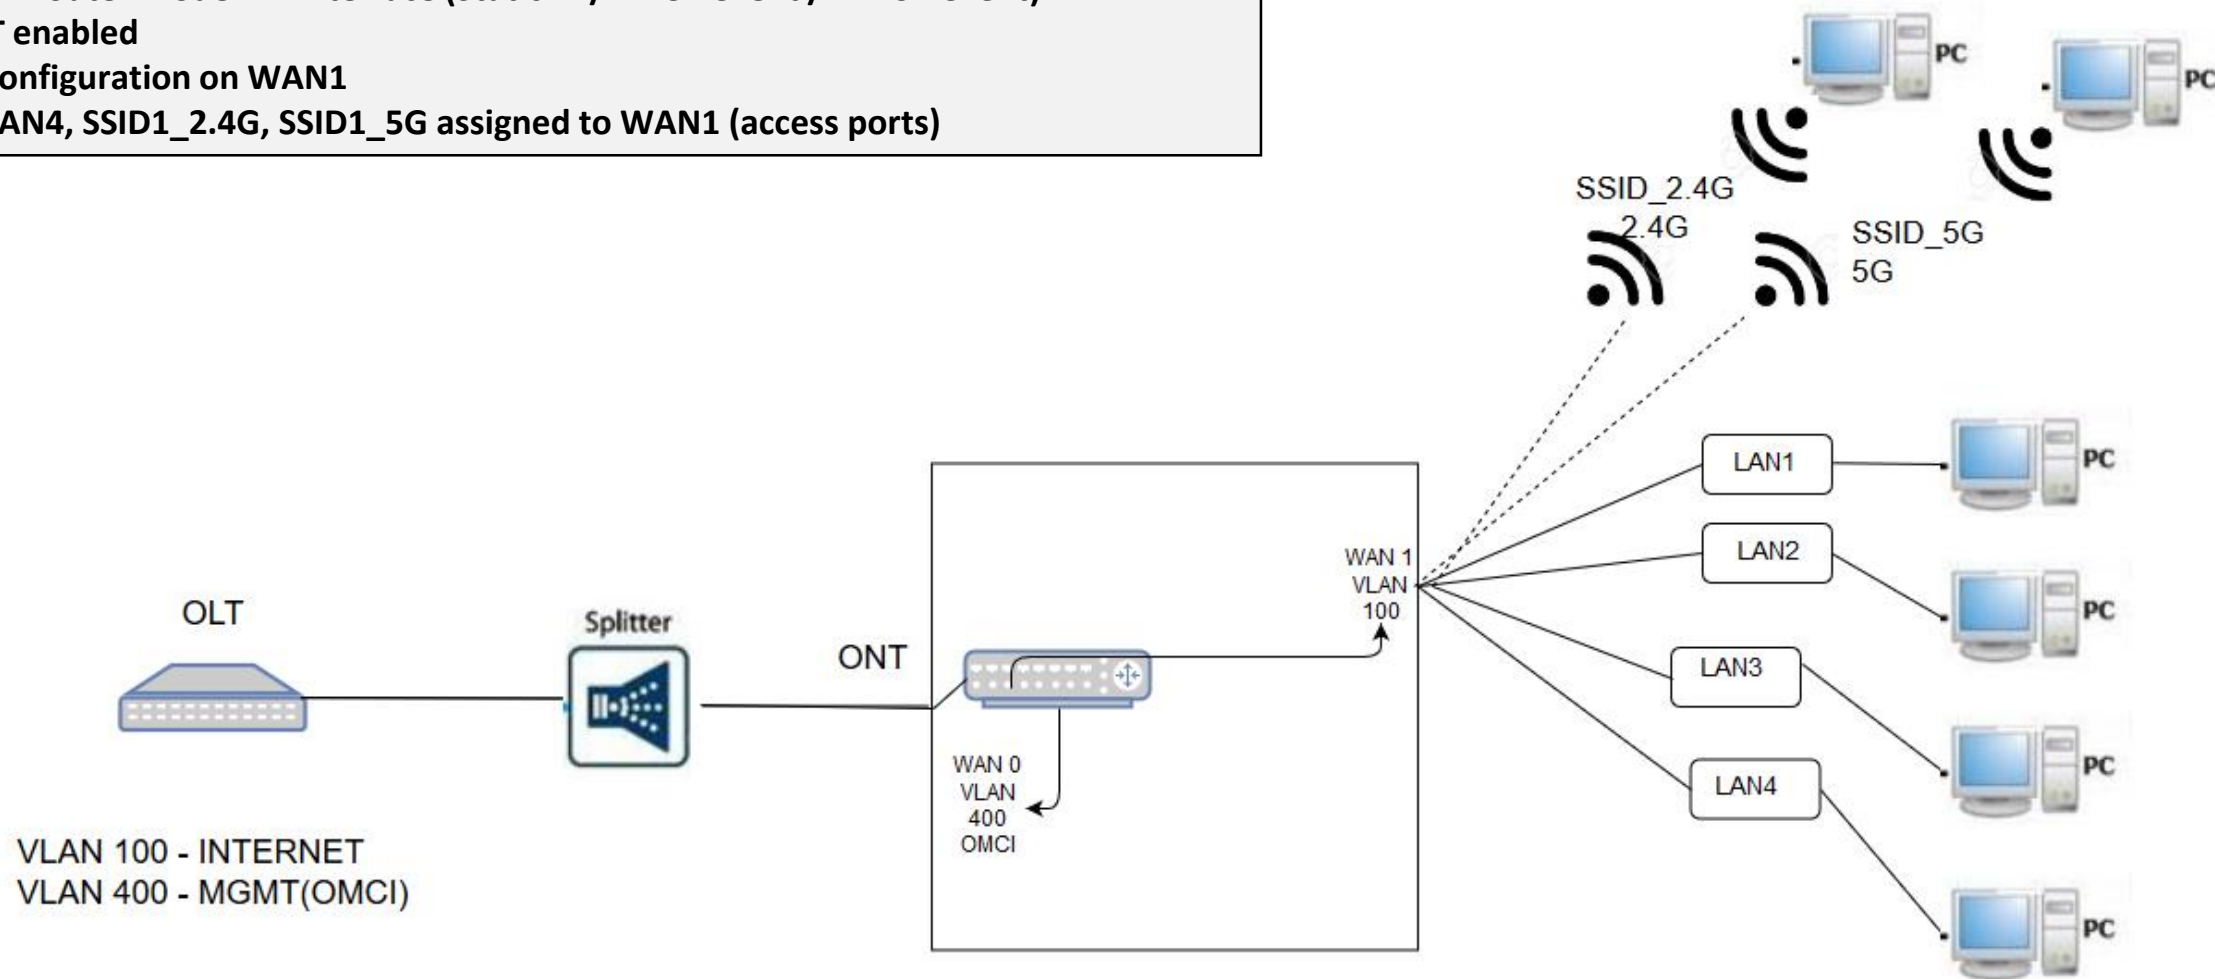 T enabled
onfiguration on WAN1
AN4, SSID1_2.4G, SSID1_5G assigned to WAN1 (access ports)
PC
PC
SSID_2.4G
2.4G
SSID_5G
5G
LAN1
PC
WAN 1
VLAN
100
LAN2
OLT
Splitter
PC
ONT
LAN3
WAN 0
VLAN
400
OMCI
PC
LAN4
VLAN 100 - INTERNET
VLAN 400 - MGMT(OMCI)
PC